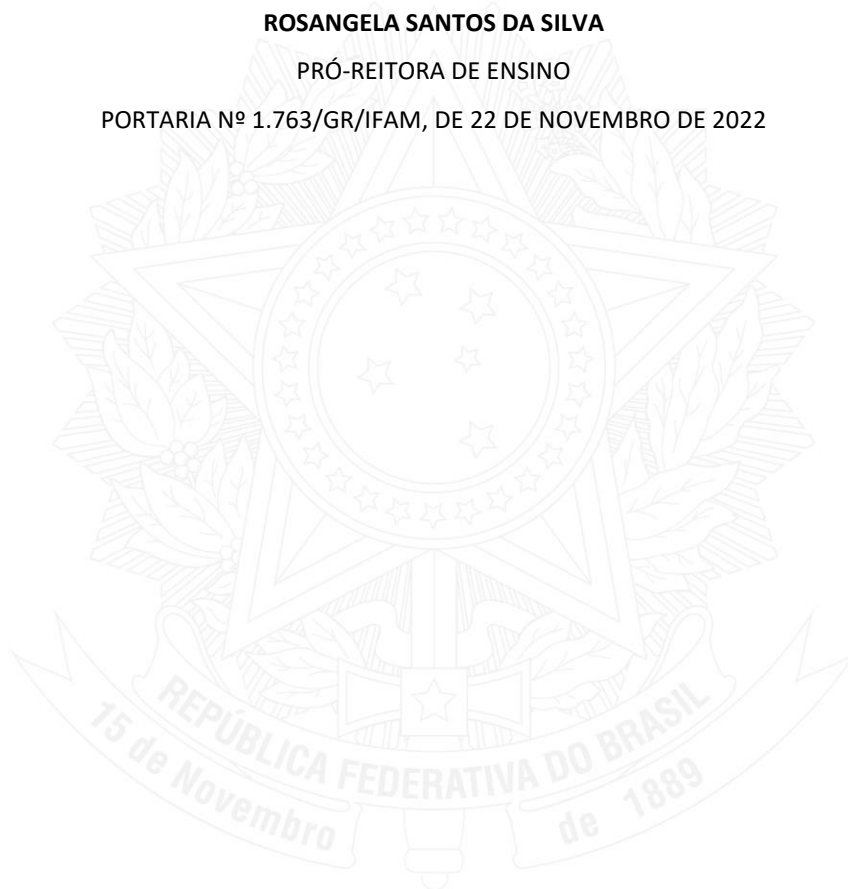 ROSANGELA SANTOS DA SILVA
PRÓ-REITORA DE ENSINO
PORTARIA Nº 1.763/GR/IFAM, DE 22 DE NOVEMBRO DE 2022
REPÚBLICA FEDERATIVA DO BRASIL
15 de Novembro de 1889